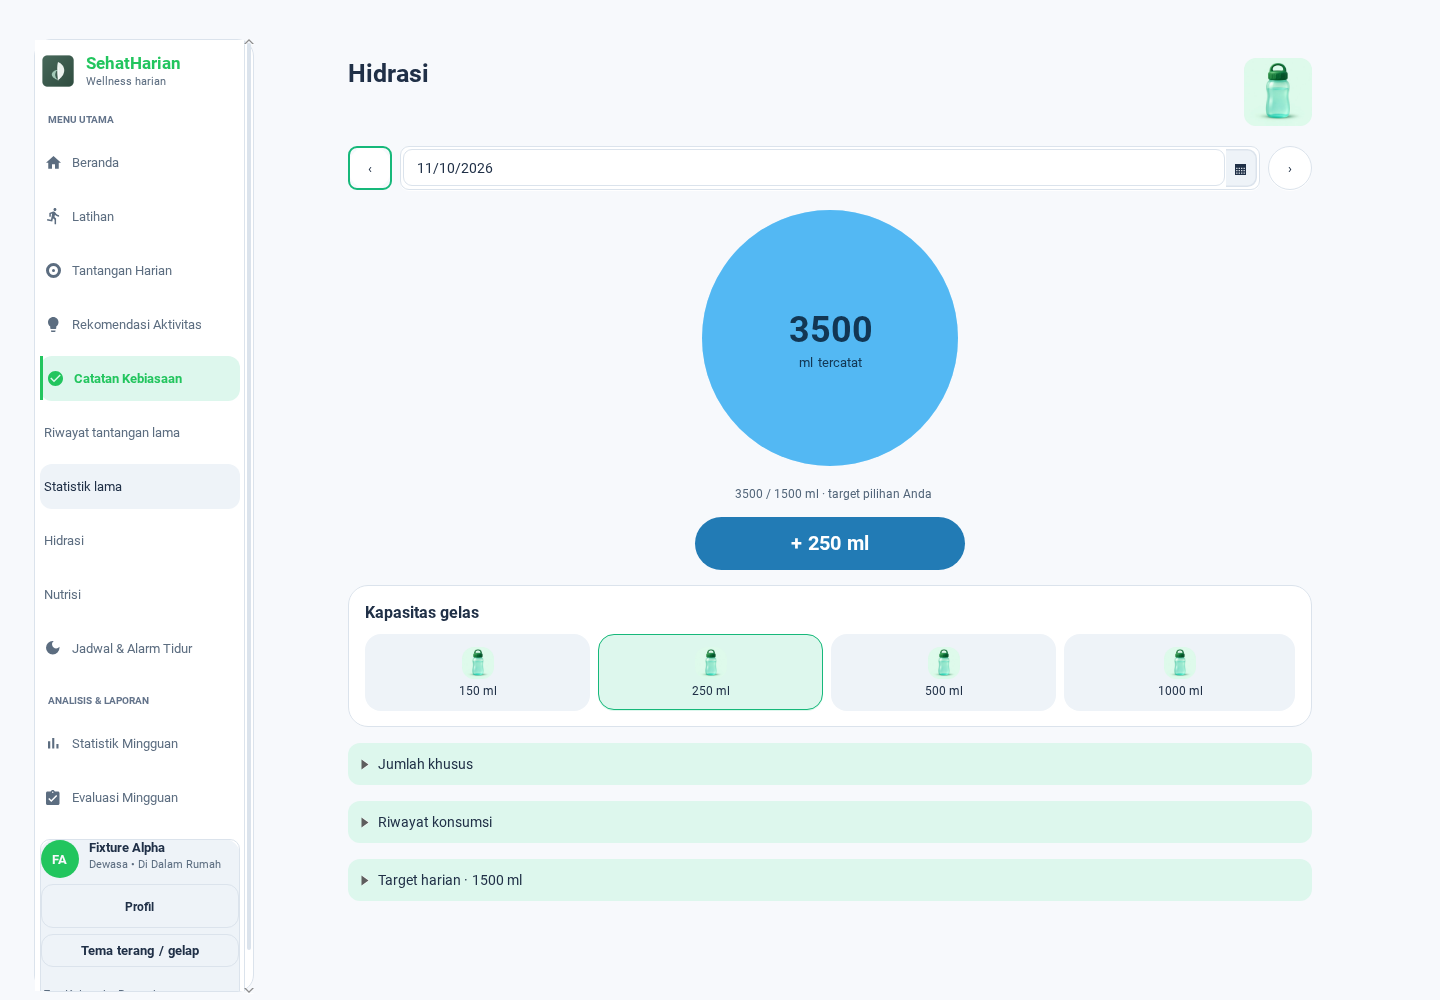 SehatHarian
Wellness harian
MENU UTAMA
Beranda
Latihan
Tantangan Harian
Rekomendasi Aktivitas
Catatan Kebiasaan
Riwayat tantangan lama
Statistik lama
Hidrasi
Nutrisi
Jadwal & Alarm Tidur
ANALISIS & LAPORAN
Statistik Mingguan
Evaluasi Mingguan
FA
Fixture Alpha
Dewasa • Di Dalam Rumah
Profil
Tema terang / gelap
Hidrasi
‹
11/10/2026
›
3500
ml tercatat
3500 / 1500 ml · target pilihan Anda
+ 250 ml
Kapasitas gelas
150 ml
250 ml
500 ml
1000 ml
Jumlah khusus
Riwayat konsumsi
Target harian · 1500 ml